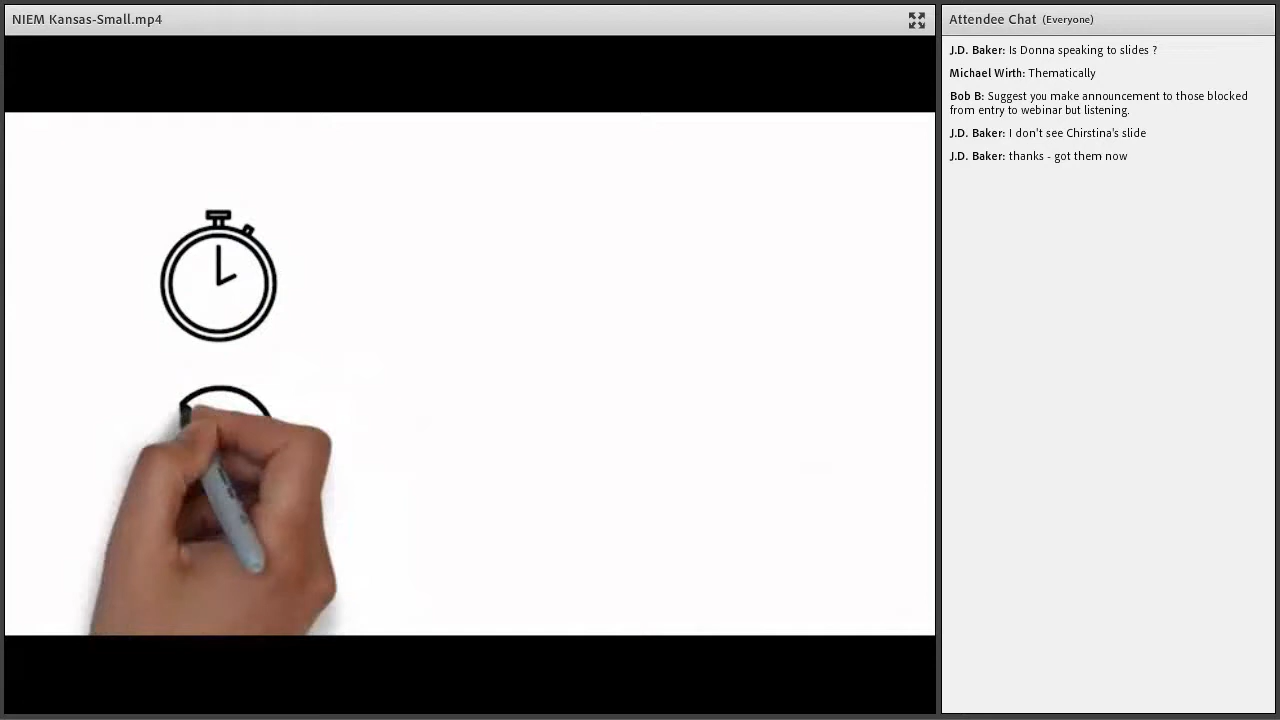 NIEM Kansas-Small.mp4
Attendee Chat (Everyone)
J.D. Baker: Is Donna speaking to slides ?
Michael Wirth: Thematically
Bob B: Suggest you make announcement to those blocked
from entry to webinar but listening.
J.D. Baker: I don't see Chirstina's slide
J.D. Baker: thanks - got them now